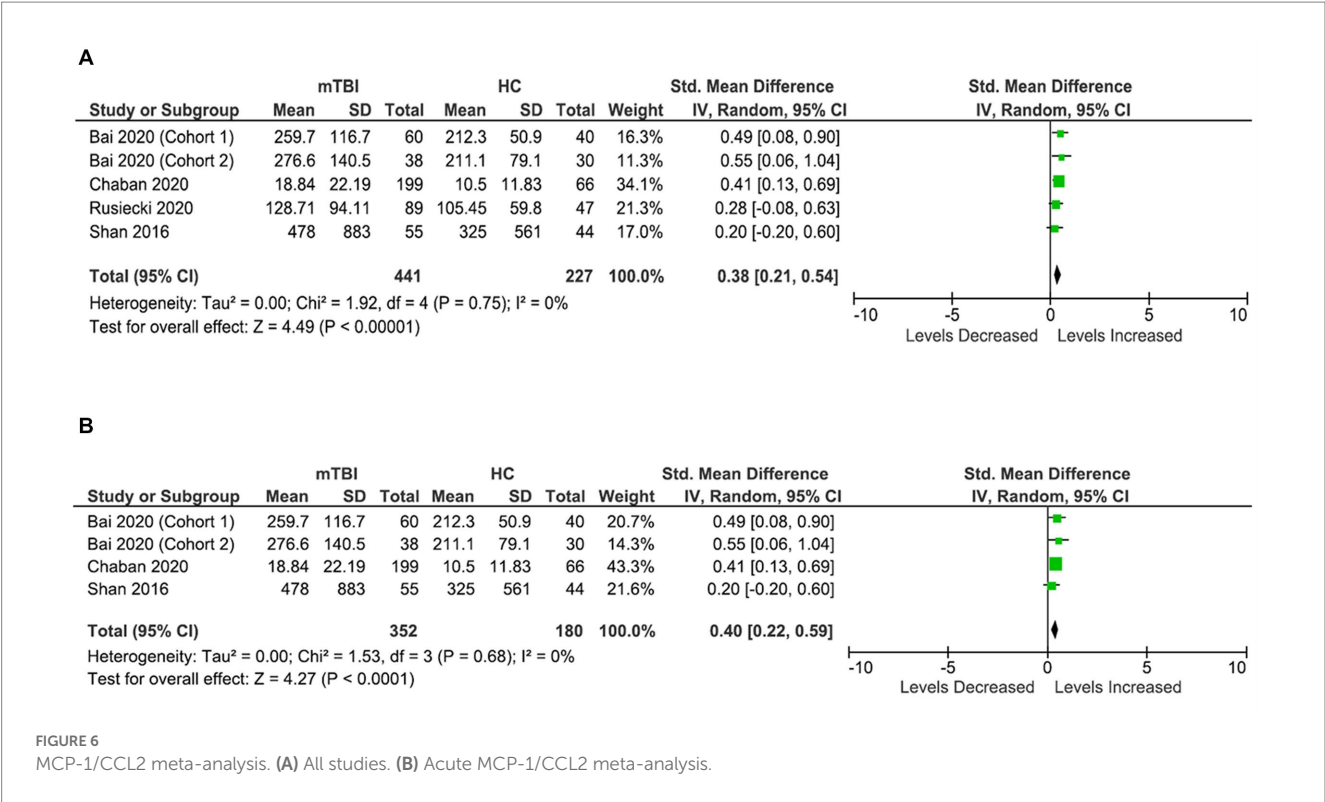 A
mTBI HC Std. Mean Difference Std. Mean Difference
Study or Subgroup Mean SD Total Mean SD Total Weight IV, Random, 95% CI IV, Random, 95% CI
Bai 2020 (Cohort 1) 259.7 116.7 60 212.3 50.9 40 16.3% 0.49 [0.08, 0.90]
Bai 2020 (Cohort 2) 276.6 140.5 38 211.1 79.1 30 11.3% 0.55 [0.06, 1.04]
Chaban 2020 18.84 22.19 199 10.5 11.83 66 34.1% 0.41 [0.13, 0.69]
Rusiecki 2020 128.71 94.11 89 105.45 59.8 47 21.3% 0.28 [-0.08, 0.63]
Shan 2016 478 883 55 325 561 44 17.0% 0.20 [-0.20, 0.60]
Total (95% CI) 441 227 100.0% 0.38 [0.21, 0.54]
Heterogeneity: Tau² = 0.00; Chi² = 1.92, df = 4 (P = 0.75); I² = 0%
Test for overall effect: Z = 4.49 (P < 0.00001)
-10 -5 0 5 10
Levels Decreased Levels Increased
B
mTBI HC Std. Mean Difference Std. Mean Difference
Study or Subgroup Mean SD Total Mean SD Total Weight IV, Random, 95% CI IV, Random, 95% CI
Bai 2020 (Cohort 1) 259.7 116.7 60 212.3 50.9 40 20.7% 0.49 [0.08, 0.90]
Bai 2020 (Cohort 2) 276.6 140.5 38 211.1 79.1 30 14.3% 0.55 [0.06, 1.04]
Chaban 2020 18.84 22.19 199 10.5 11.83 66 43.3% 0.41 [0.13, 0.69]
Shan 2016 478 883 55 325 561 44 21.6% 0.20 [-0.20, 0.60]
Total (95% CI) 352 180 100.0% 0.40 [0.22, 0.59]
Heterogeneity: Tau² = 0.00; Chi² = 1.53, df = 3 (P = 0.68); I² = 0%
Test for overall effect: Z = 4.27 (P < 0.0001)
-10 -5 0 5 10
Levels Decreased Levels Increased
FIGURE 6
MCP-1/CCL2 meta-analysis. (A) All studies. (B) Acute MCP-1/CCL2 meta-analysis.